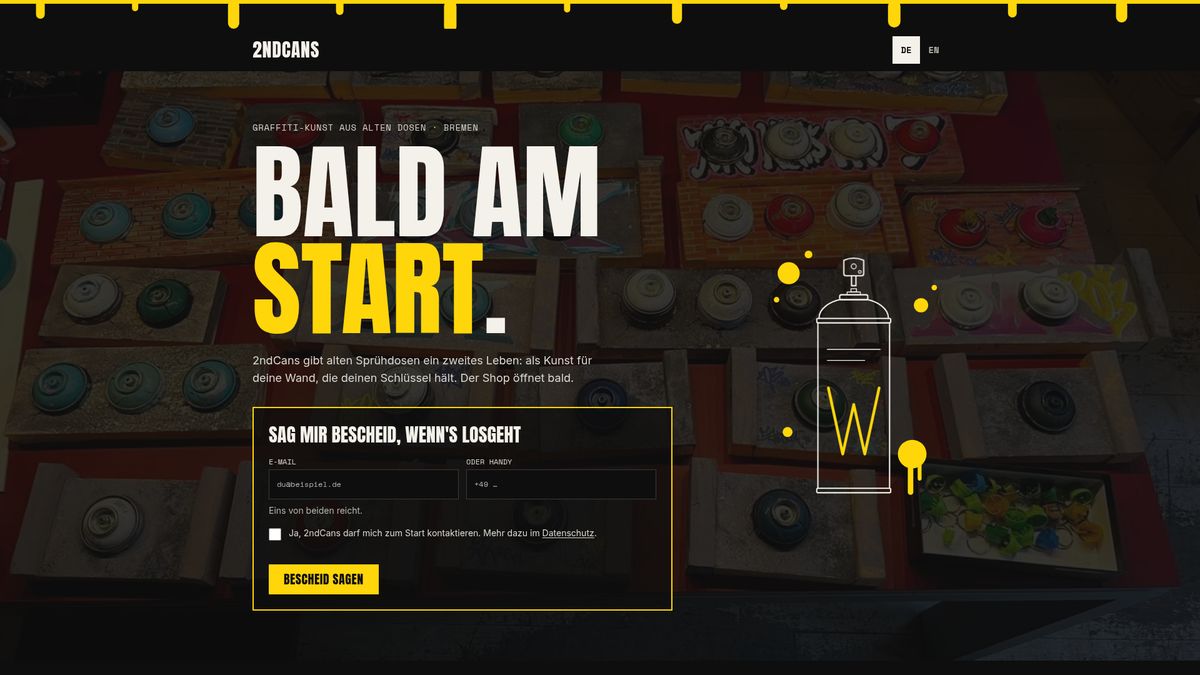 2NDCANS
DE EN
GRAFFITI-KUNST AUS ALTEN DOSEN · BREMEN
BALD AM
START.
2ndCans gibt alten Sprühdosen ein zweites Leben: als Kunst für
deine Wand, die deinen Schlüssel hält. Der Shop öffnet bald.
SAG MIR BESCHEID, WENN'S LOSGEHT
E-MAIL
ODER HANDY
du@beispiel.de
+49 …
Eins von beiden reicht.
Ja, 2ndCans darf mich zum Start kontaktieren. Mehr dazu im Datenschutz.
BESCHEID SAGEN
W